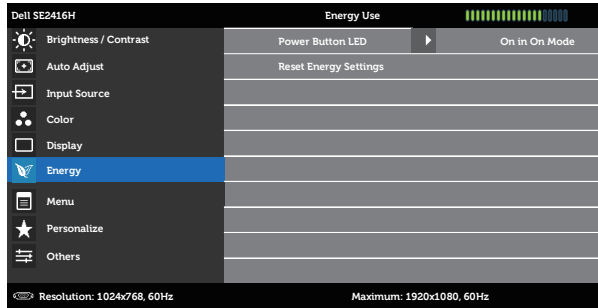 Dell SE2416H Energy Use
Brightness / Contrast Power Button LED On in On Mode
Auto Adjust Reset Energy Settings
Input Source
Color
Display
Energy
Menu
Personalize
Others
Resolution: 1024x768, 60Hz Maximum: 1920x1080, 60Hz